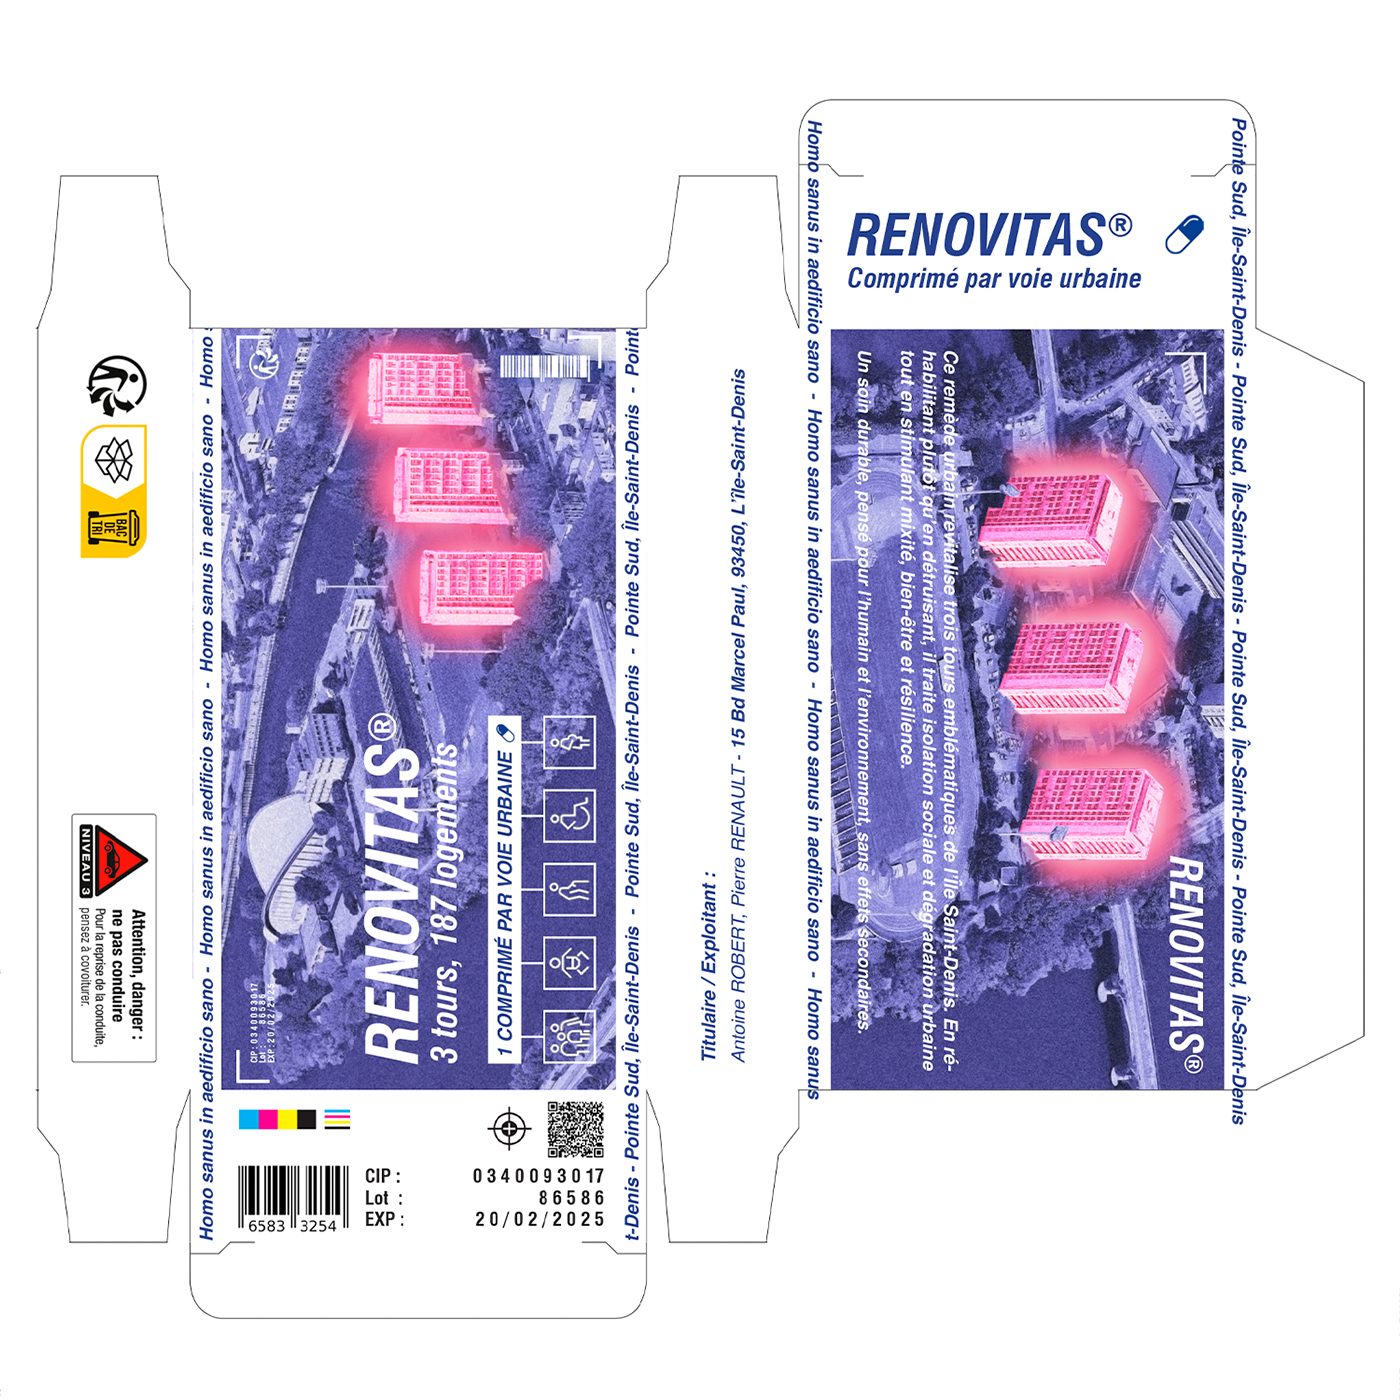 BAC
DE
TRI
NIVEAU 3
Attention, danger :
ne pas conduire
Pour la reprise de la conduite,
pensez à covoiturer.
Homo sanus in aedificio sano - Homo sanus in aedificio sano - Homo sanus in aedificio sano - Homo s
CIP : 0340093017
Lot : 86586
EXP : 20/02/2025
RENOVITAS®
3 tours, 187 logements
1 COMPRIMÉ PAR VOIE URBAINE
t-Denis - Pointe Sud, Île-Saint-Denis - Pointe Sud, Île-Saint-Denis - Pointe Sud, Île-Saint-Denis - Point
6583 3254
CIP : 0340093017
Lot : 86586
EXP : 20/02/2025
Titulaire / Exploitant :
Antoine ROBERT, Pierre RENAULT - 15 Bd Marcel Paul, 93450, L'Île-Saint-Denis
Homo sanus in aedificio sano - Homo sanus in aedificio sano - Homo sanus in aedificio sano - Homo sanus
RENOVITAS®
Comprimé par voie urbaine
Ce remède urbain revitalise trois tours emblématiques de l'Île Saint-Denis. En ré-
habilitant plutôt qu'en détruisant, il traite isolation sociale et dégradation urbaine
tout en stimulant mixité, bien-être et résilience.
Un soin durable, pensé pour l'humain et l'environnement, sans effets secondaires.
RENOVITAS®
Pointe Sud, Île-Saint-Denis - Pointe Sud, Île-Saint-Denis - Pointe Sud, Île-Saint-Denis - Pointe Sud, Île-Saint-Denis